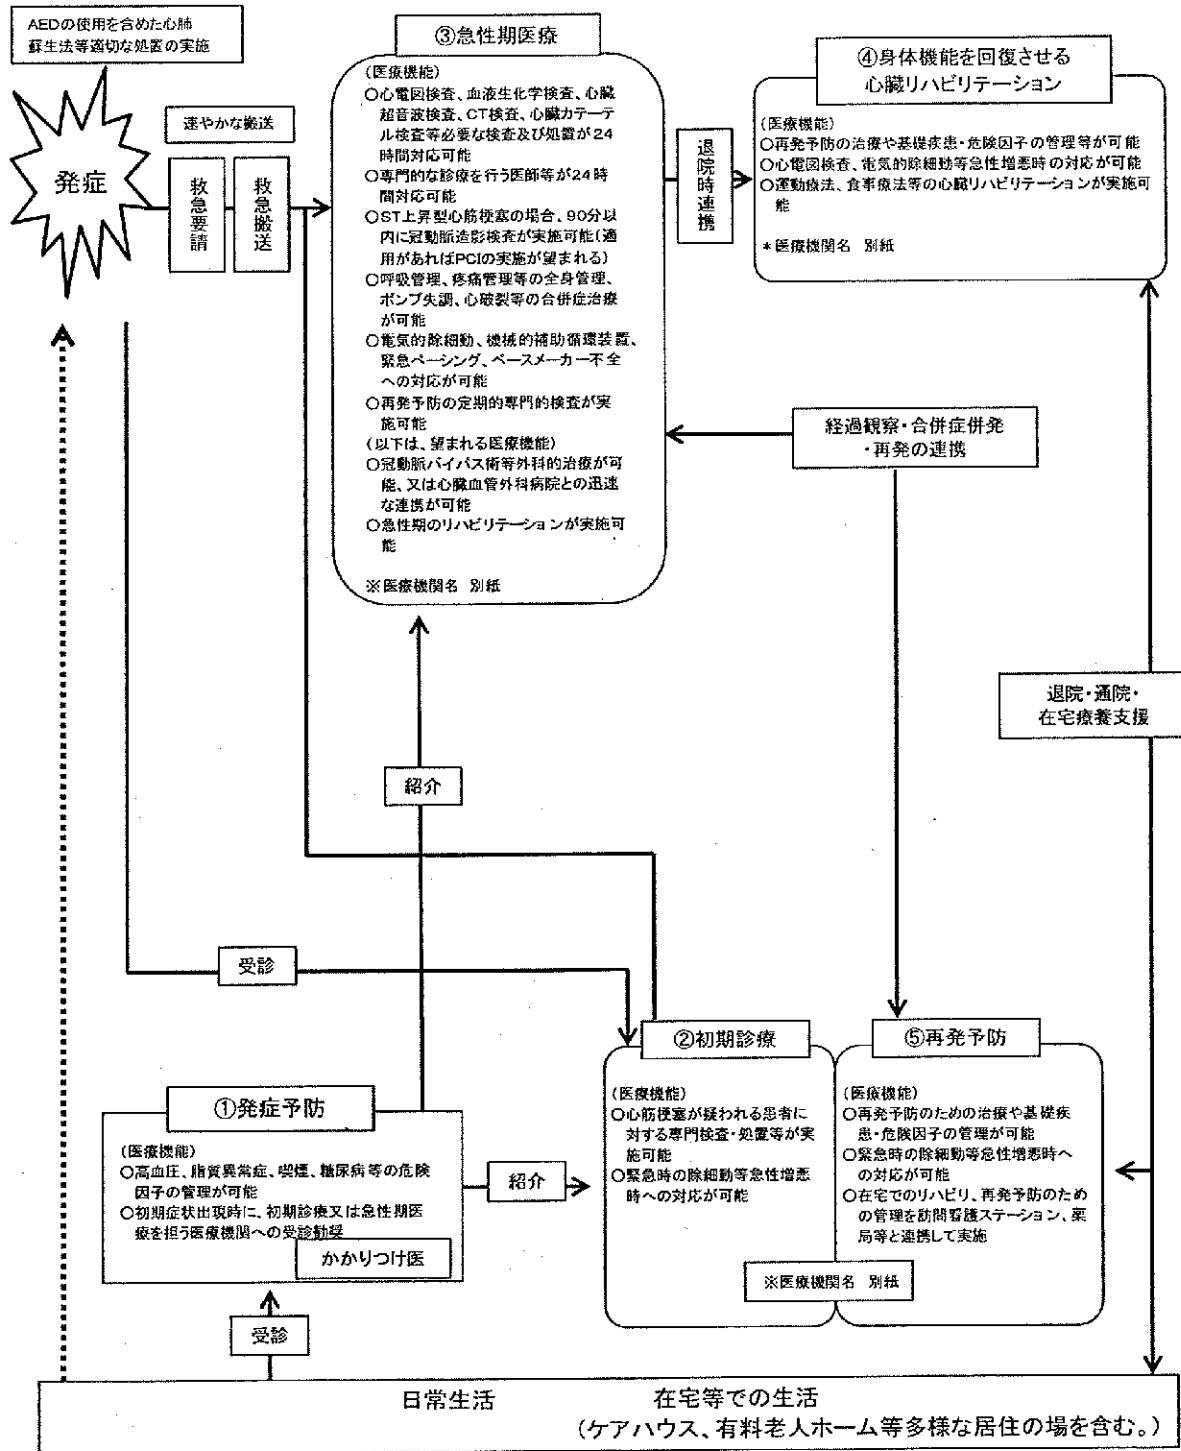 AEDの使用を含めた心肺
蘇生法等適切な処置の実施
発症
速やかな搬送
救急要請
救急搬送
③急性期医療
(医療機能)
○心電図検査、血液生化学検査、心臓
超音波検査、CT検査、心臓カテーテ
ル検査等必要な検査及び処置が24
時間対応可能
○専門的な診療を行う医師等が24時
間対応可能
○ST上昇型心筋梗塞の場合、90分以
内に冠動脈造影検査が実施可能(適
用があればPCIの実施が望まれる)
○呼吸管理、疼痛管理等の全身管理、
ポンプ失調、心破裂等の合併症治療
が可能
○電気的除細動、機械的補助循環装置、
緊急ペーシング、ペースメーカー不全
への対応が可能
○再発予防の定期的専門的検査が実
施可能
(以下は、望まれる医療機能)
○冠動脈バイパス術等外科的治療が可
能、又は心臓血管外科病院との迅速
な連携が可能
○急性期のリハビリテーションが実施可
能
※医療機関名 別紙
退院時連携
④身体機能を回復させる
心臓リハビリテーション
(医療機能)
○再発予防の治療や基礎疾患・危険因子の管理等が可能
○心電図検査、電気的除細動等急性増悪時の対応が可能
○運動療法、食事療法等の心臓リハビリテーションが実施可
能
*医療機関名 別紙
経過観察・合併症併発
・再発の連携
退院・通院・
在宅療養支援
紹介
受診
①発症予防
(医療機能)
○高血圧、脂質異常症、喫煙、糖尿病等の危険
因子の管理が可能
○初期症状出現時に、初期診療又は急性期医
療を担う医療機関への受診勧奨
かかりつけ医
紹介
②初期診療
(医療機能)
○心筋梗塞が疑われる患者に
対する専門検査・処置等が実
施可能
○緊急時の除細動等急性増悪
時への対応が可能
⑤再発予防
(医療機能)
○再発予防のための治療や基礎疾
患・危険因子の管理が可能
○緊急時の除細動等急性増悪時へ
の対応が可能
○在宅でのリハビリ、再発予防のため
の管理を訪問看護ステーション、薬
局等と連携して実施
※医療機関名 別紙
受診
日常生活 在宅等での生活
(ケアハウス、有料老人ホーム等多様な居住の場を含む。)